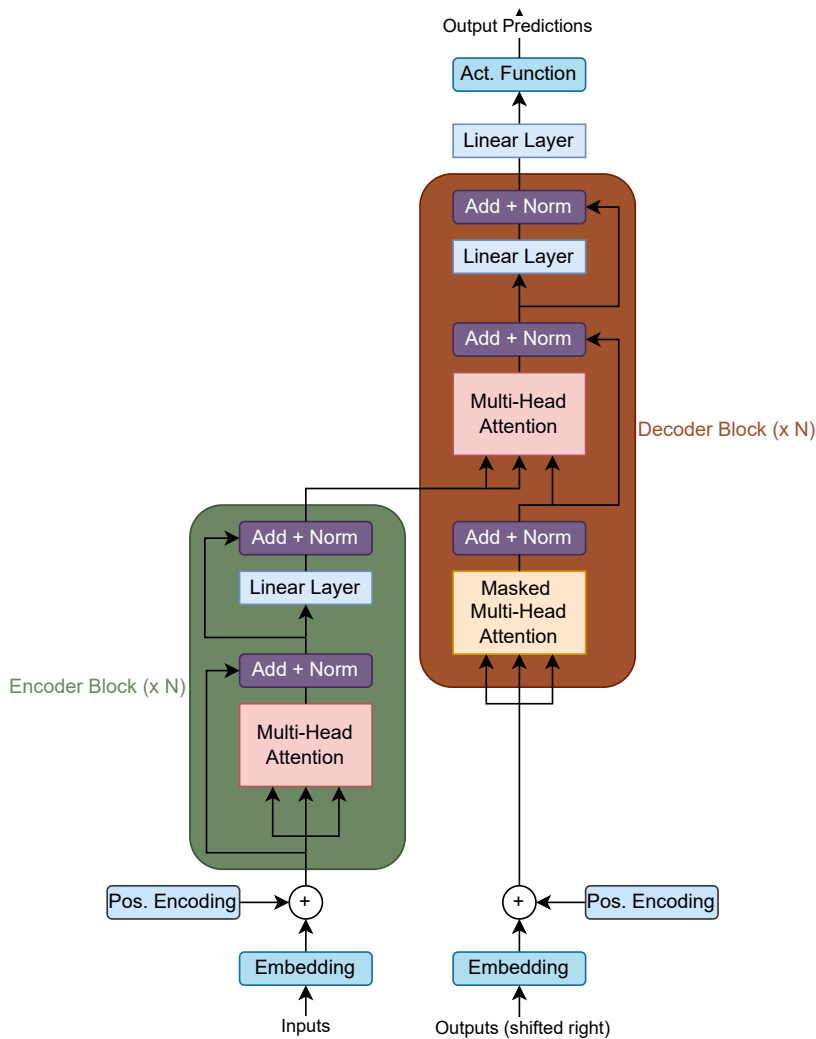 Output Predictions
Act. Function
Linear Layer
Add + Norm
Linear Layer
Add + Norm
Multi-Head
Attention
Decoder Block (x N)
Add + Norm
Masked
Multi-Head
Attention
Add + Norm
Linear Layer
Add + Norm
Encoder Block (x N)
Multi-Head
Attention
Pos. Encoding
+
+
Pos. Encoding
Embedding
Embedding
Inputs
Outputs (shifted right)